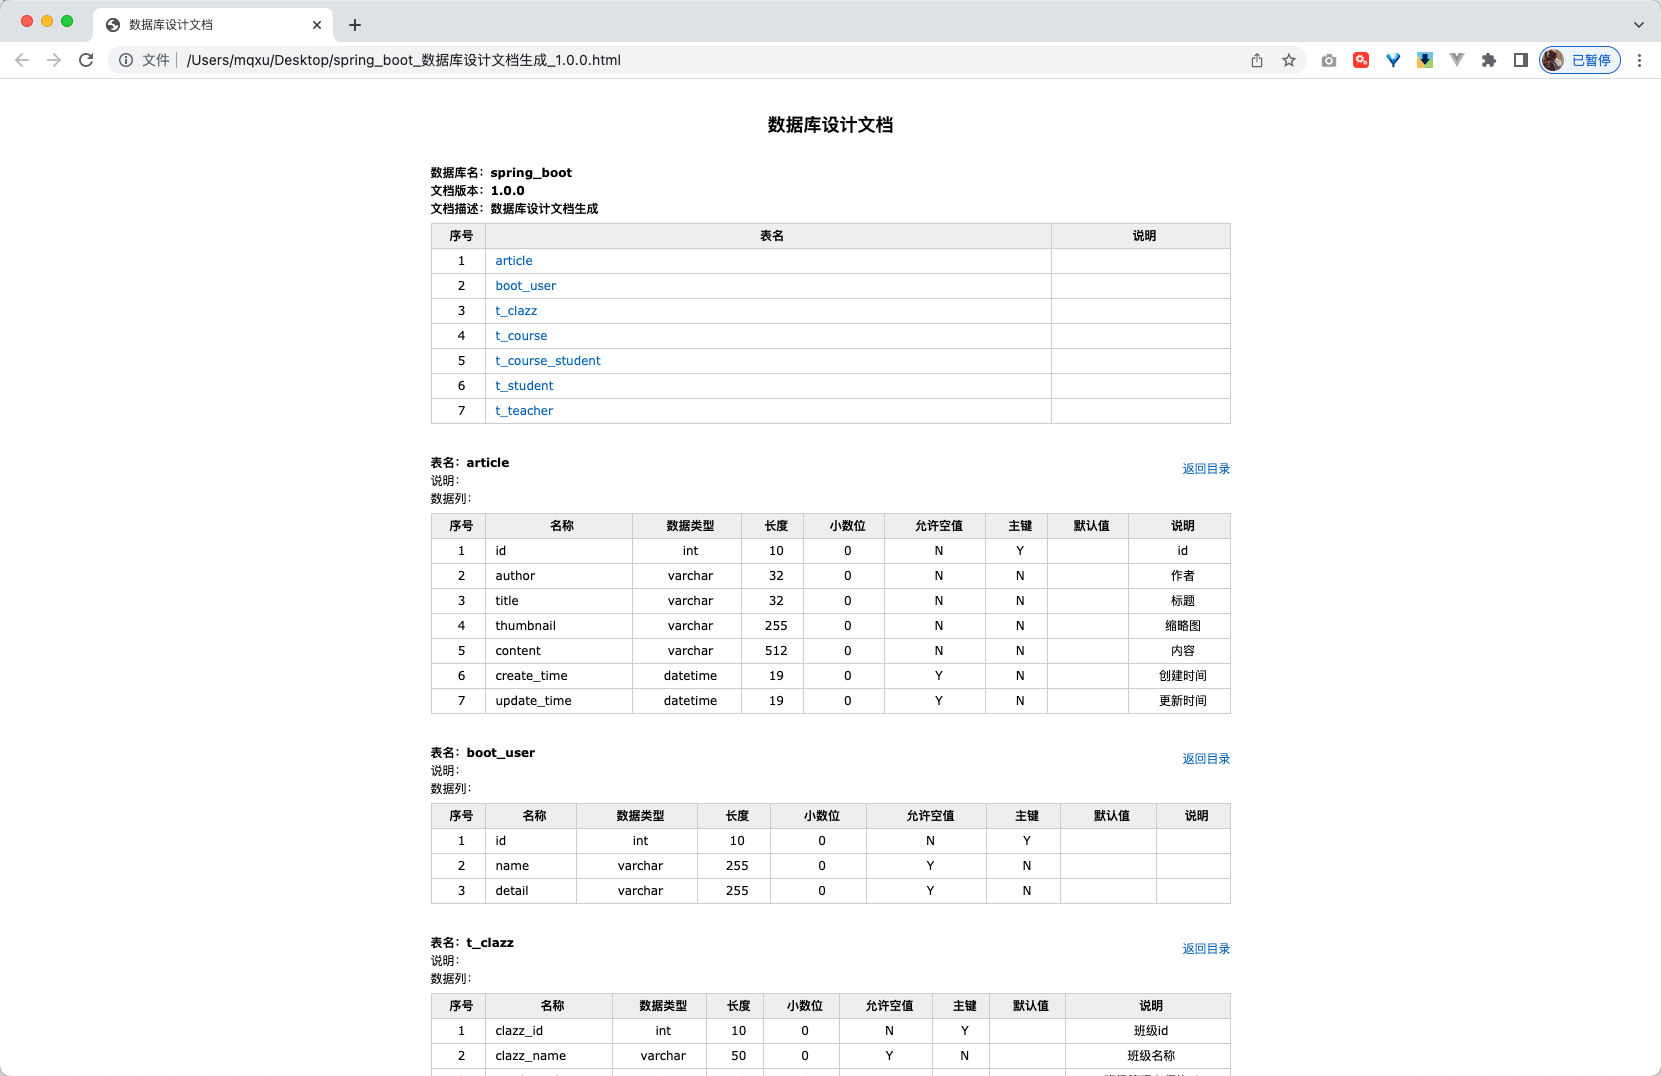 数据库设计文档
文件 /Users/mqxu/Desktop/spring_boot_数据库设计文档生成_1.0.0.html 已暂停
数据库设计文档
数据库名：spring_boot
文档版本：1.0.0
文档描述：数据库设计文档生成
序号 表名 说明
1 article
2 boot_user
3 t_clazz
4 t_course
5 t_course_student
6 t_student
7 t_teacher
表名：article
返回目录
说明：
数据列：
序号 名称 数据类型 长度 小数位 允许空值 主键 默认值 说明
1 id int 10 0 N Y id
2 author varchar 32 0 N N 作者
3 title varchar 32 0 N N 标题
4 thumbnail varchar 255 0 N N 缩略图
5 content varchar 512 0 N N 内容
6 create_time datetime 19 0 Y N 创建时间
7 update_time datetime 19 0 Y N 更新时间
表名：boot_user
返回目录
说明：
数据列：
序号 名称 数据类型 长度 小数位 允许空值 主键 默认值 说明
1 id int 10 0 N Y
2 name varchar 255 0 Y N
3 detail varchar 255 0 Y N
表名：t_clazz
返回目录
说明：
数据列：
序号 名称 数据类型 长度 小数位 允许空值 主键 默认值 说明
1 clazz_id int 10 0 N Y 班级id
2 clazz_name varchar 50 0 Y N 班级名称